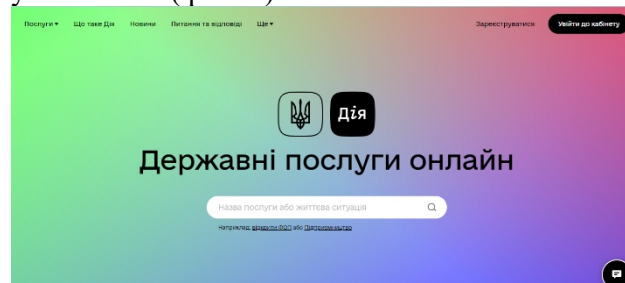 Послуги Що таке Дія Новини Питання та відповіді Ще Зареєструватися Увійти до кабінету
Дія
Державні послуги онлайн
Назва послуги або життєва ситуація
Наприклад: відкрити ФОП або Підприємництво